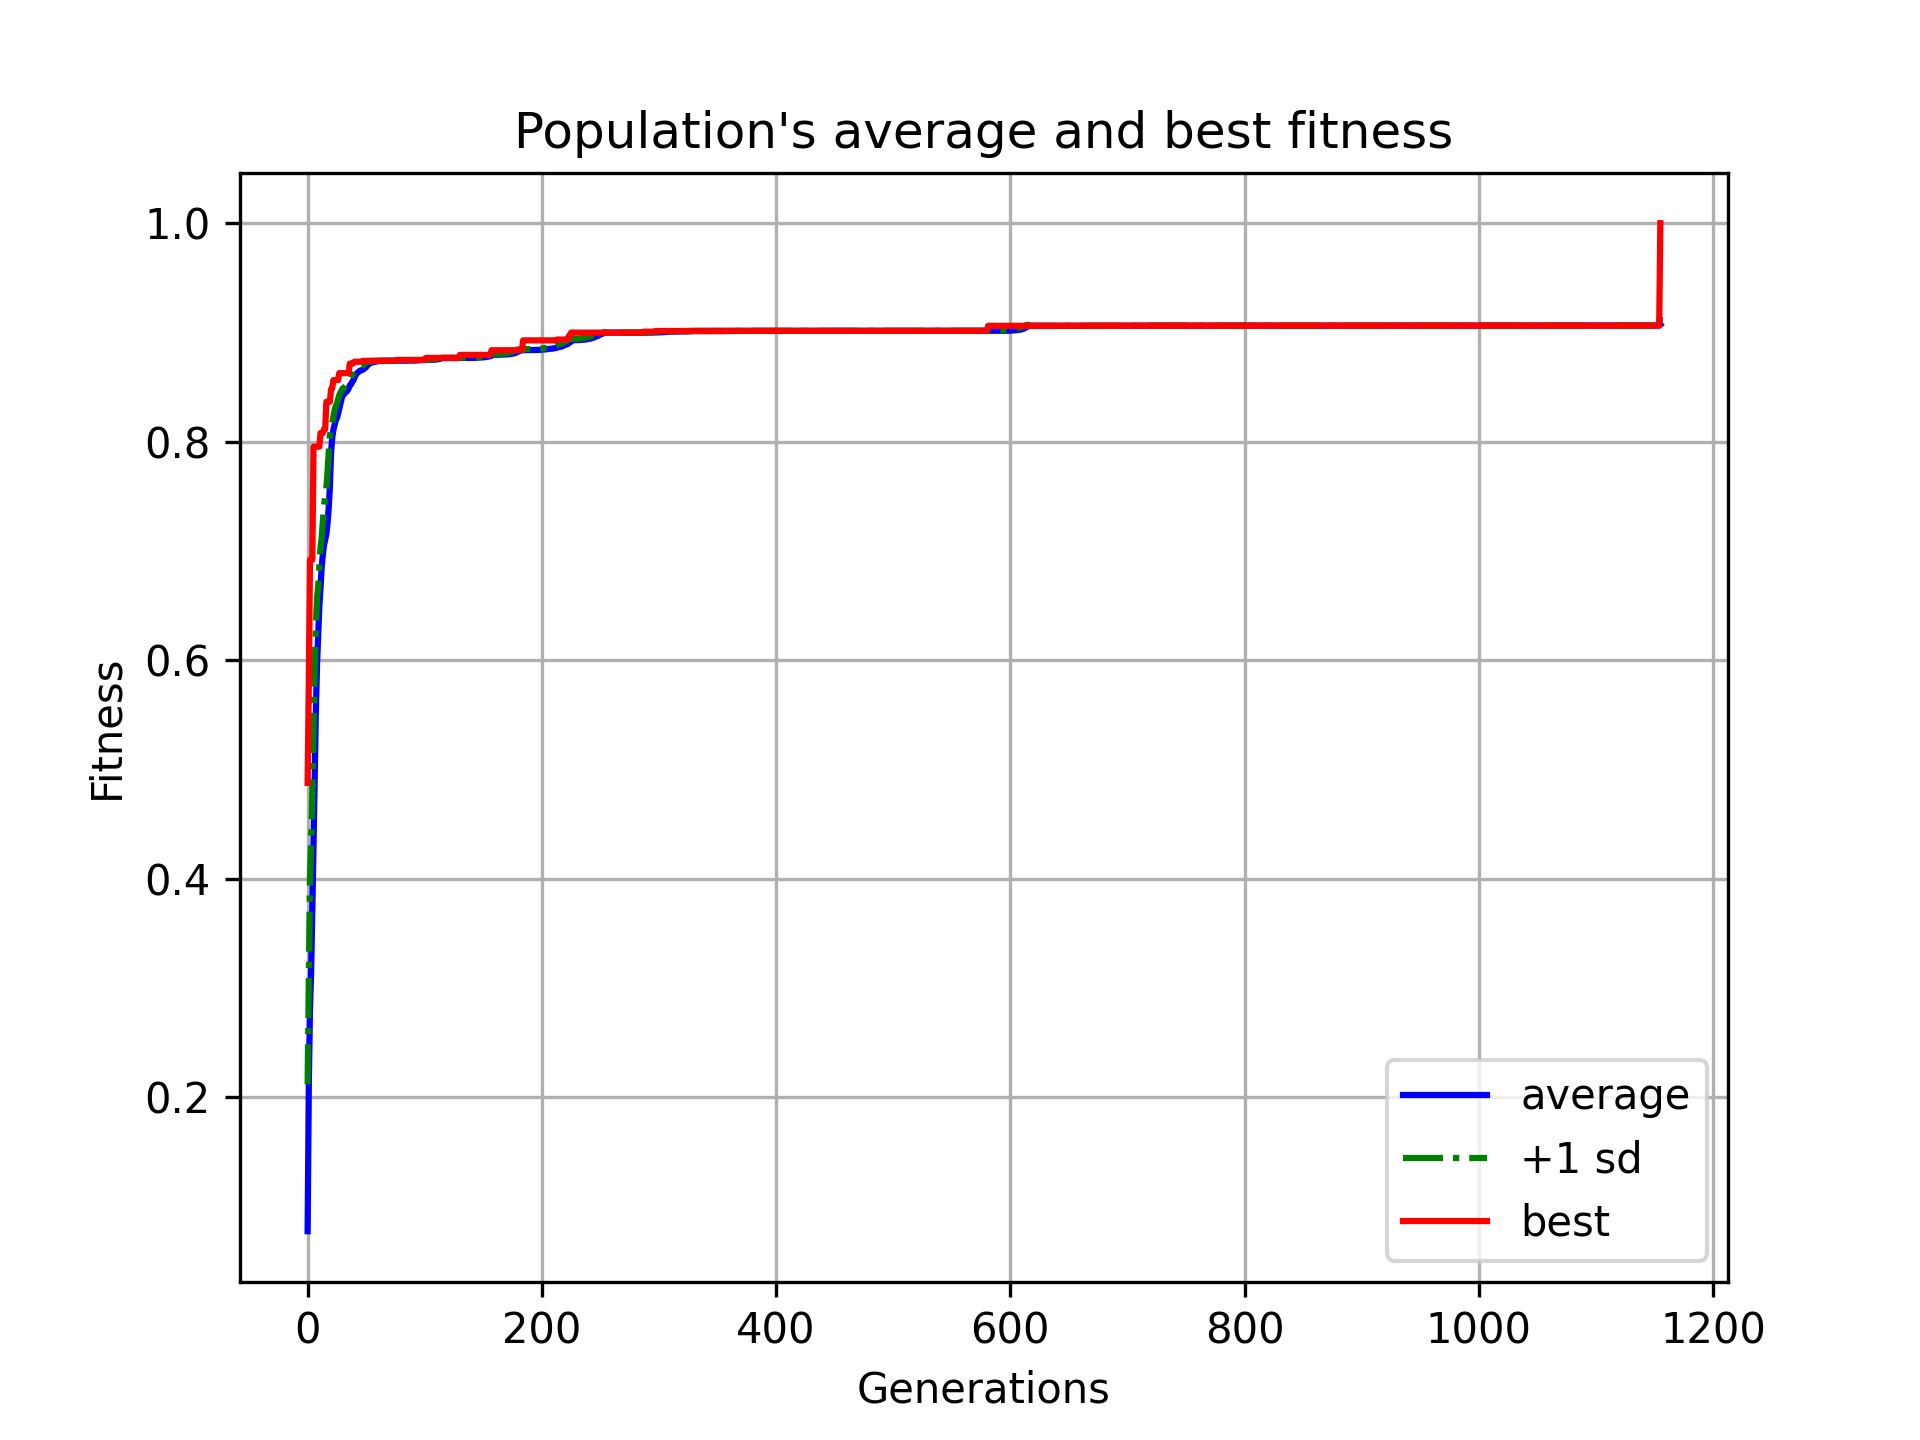 Population's average and best fitness
1.0
0.8
0.6
0.4
0.2
Fitness
0 200 400 600 800 1000 1200
Generations
average
+1 sd
best